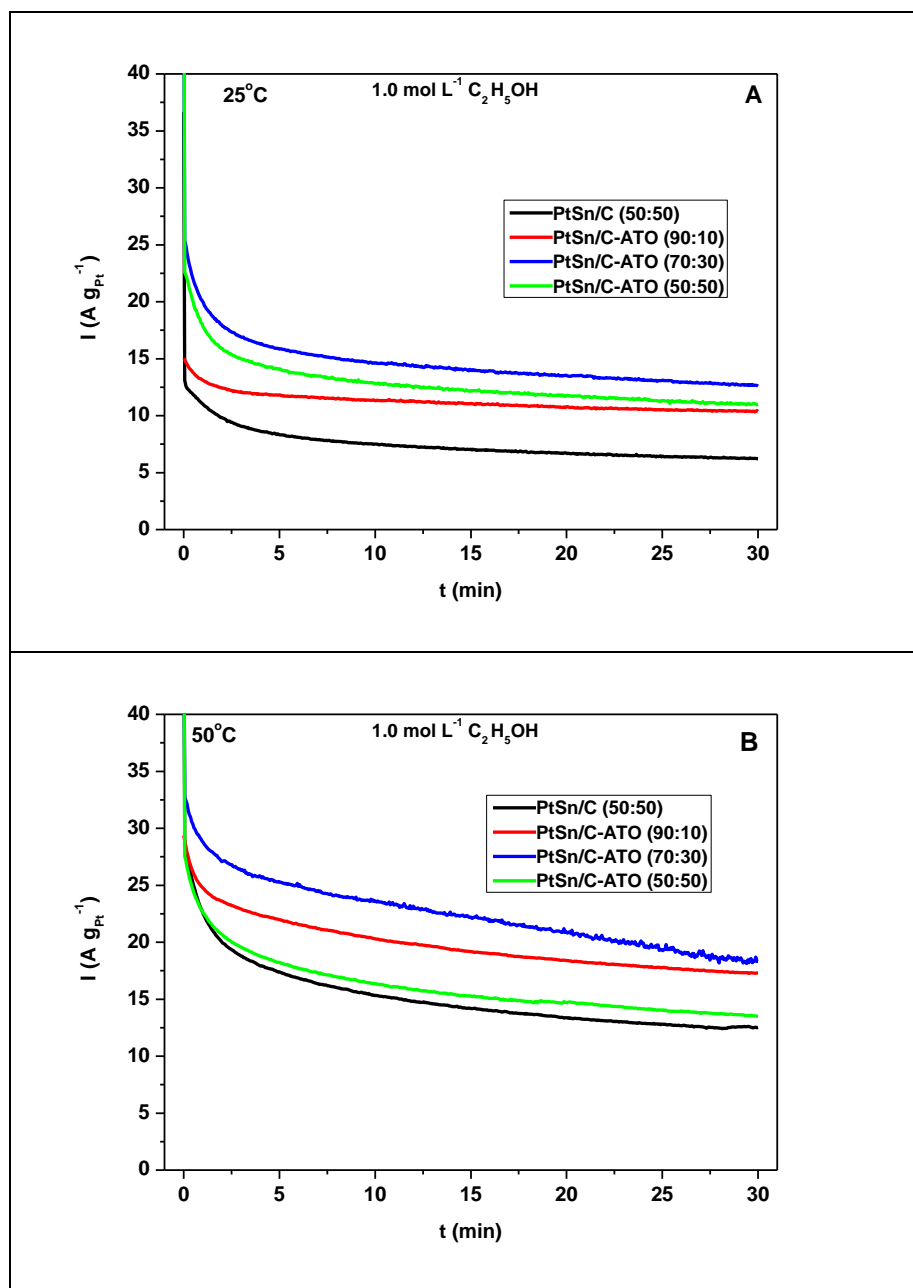 25°C
1.0 mol L⁻¹ C₂H₅OH
A
40
35
30
25
20
15
10
5
0
I (A gPt⁻¹)
PtSn/C (50:50)
PtSn/C-ATO (90:10)
PtSn/C-ATO (70:30)
PtSn/C-ATO (50:50)
0 5 10 15 20 25 30
t (min)
50°C
1.0 mol L⁻¹ C₂H₅OH
B
40
35
30
25
20
15
10
5
0
I (A gPt⁻¹)
PtSn/C (50:50)
PtSn/C-ATO (90:10)
PtSn/C-ATO (70:30)
PtSn/C-ATO (50:50)
0 5 10 15 20 25 30
t (min)